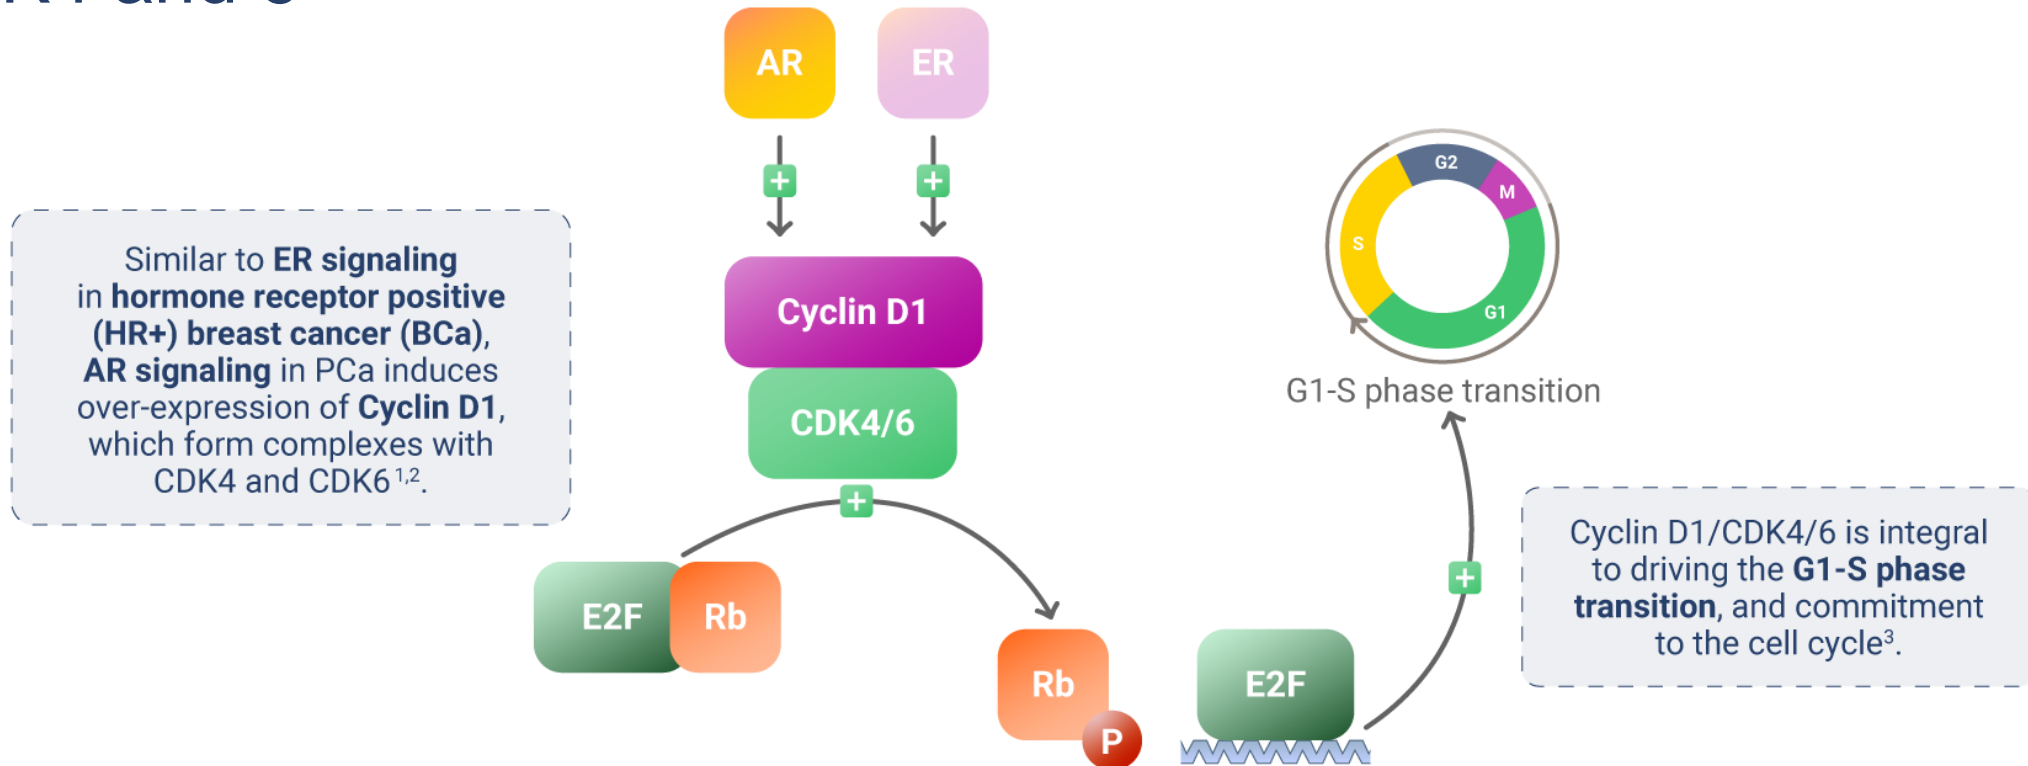 AR
ER
+
+
G2
M
S
G1
Similar to ER signaling
in hormone receptor positive
(HR+) breast cancer (BCa),
AR signaling in PCa induces
over-expression of Cyclin D1,
which form complexes with
CDK4 and CDK6 1,2.
Cyclin D1
G1-S phase transition
CDK4/6
+
Cyclin D1/CDK4/6 is integral
to driving the G1-S phase
transition, and commitment
to the cell cycle3.
+
E2F
Rb
Rb
P
E2F